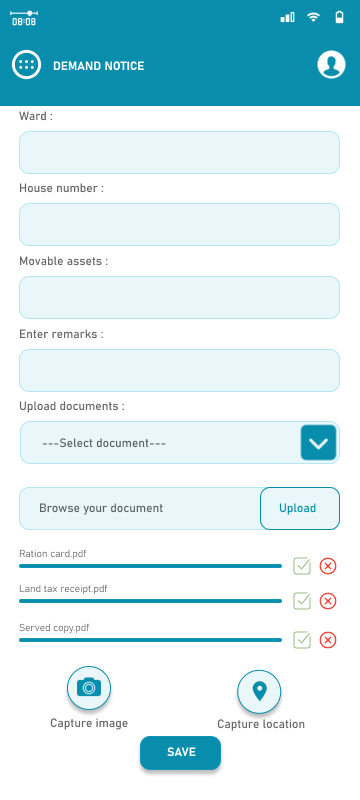 08:08
DEMAND NOTICE
Ward :
House number :
Movable assets :
Enter remarks :
Upload documents :
---Select document---
Browse your document
Upload
Ration card.pdf
Land tax receipt.pdf
Served copy.pdf
Capture image
Capture location
SAVE